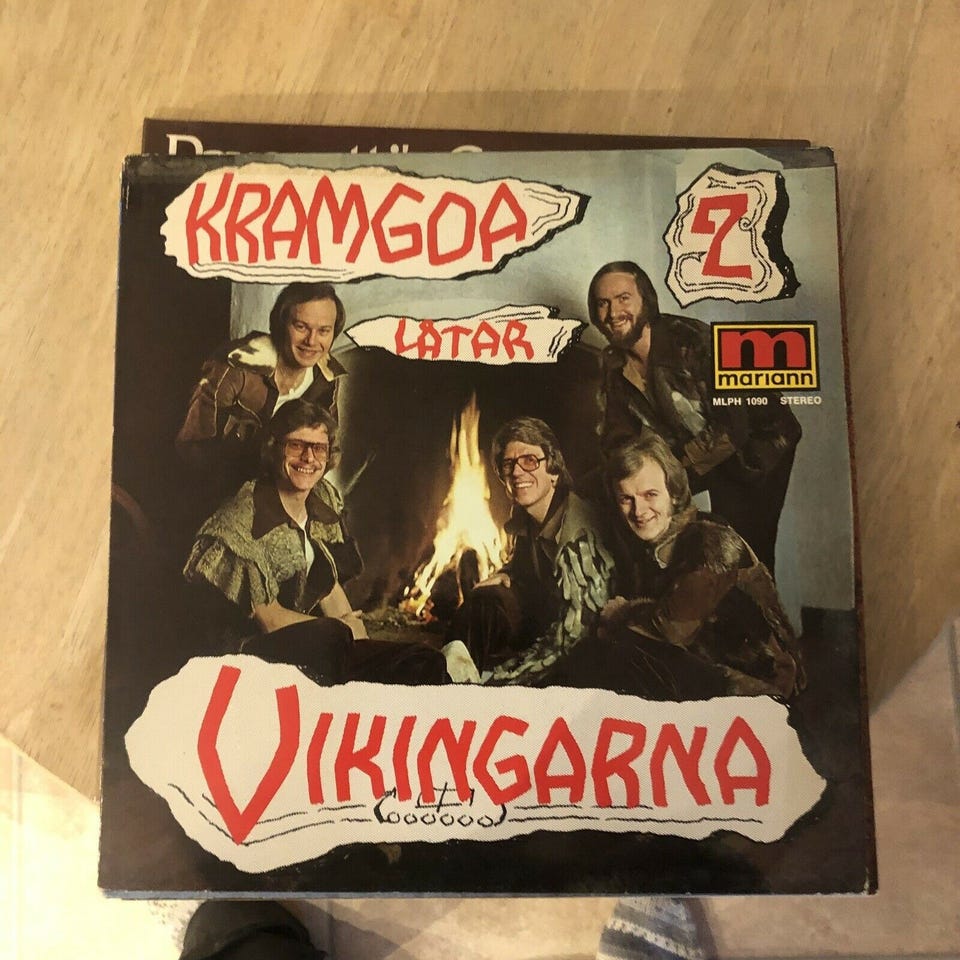 KRAMGOA
2
LÅTAR
m
mariann
MLPH 1090 STEREO
VIKINGARNA